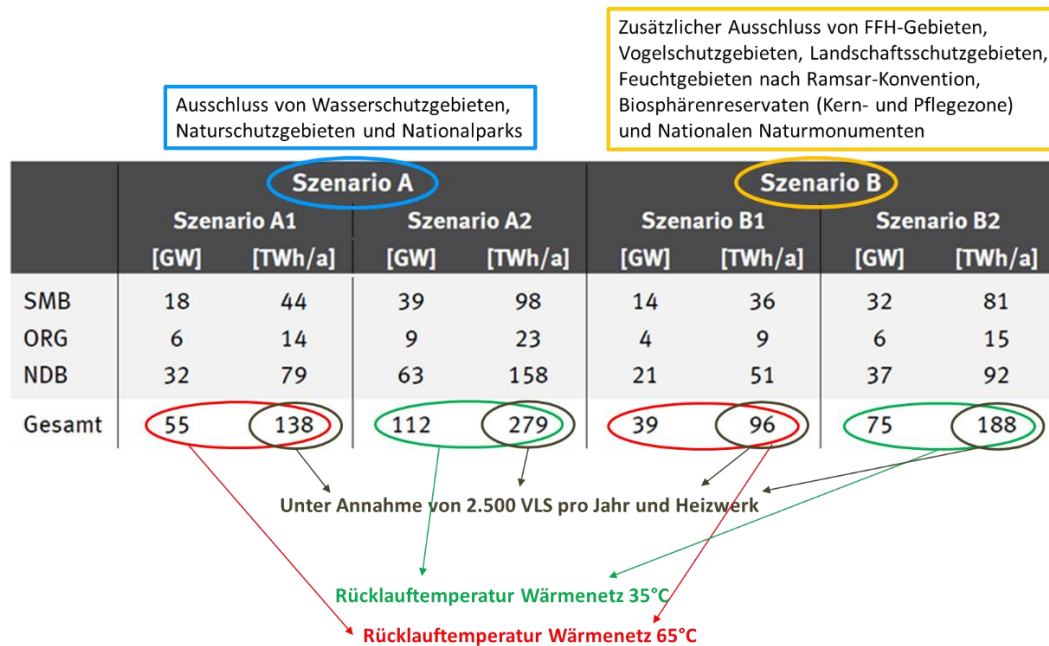 Zusätzlicher Ausschluss von FFH-Gebieten,
Vogelschutzgebieten, Landschaftsschutzgebieten,
Feuchtgebieten nach Ramsar-Konvention,
Biosphärenreservaten (Kern- und Pflegezone)
und Nationalen Naturmonumenten
Ausschluss von Wasserschutzgebieten,
Naturschutzgebieten und Nationalparks
Szenario A Szenario B
Szenario A1 Szenario A2 Szenario B1 Szenario B2
[GW] [TWh/a] [GW] [TWh/a] [GW] [TWh/a] [GW] [TWh/a]
SMB 18 44 39 98 14 36 32 81
ORG 6 14 9 23 4 9 6 15
NDB 32 79 63 158 21 51 37 92
Gesamt 55 138 112 279 39 96 75 188
Unter Annahme von 2.500 VLS pro Jahr und Heizwerk
Rücklauftemperatur Wärmenetz 35°C
Rücklauftemperatur Wärmenetz 65°C